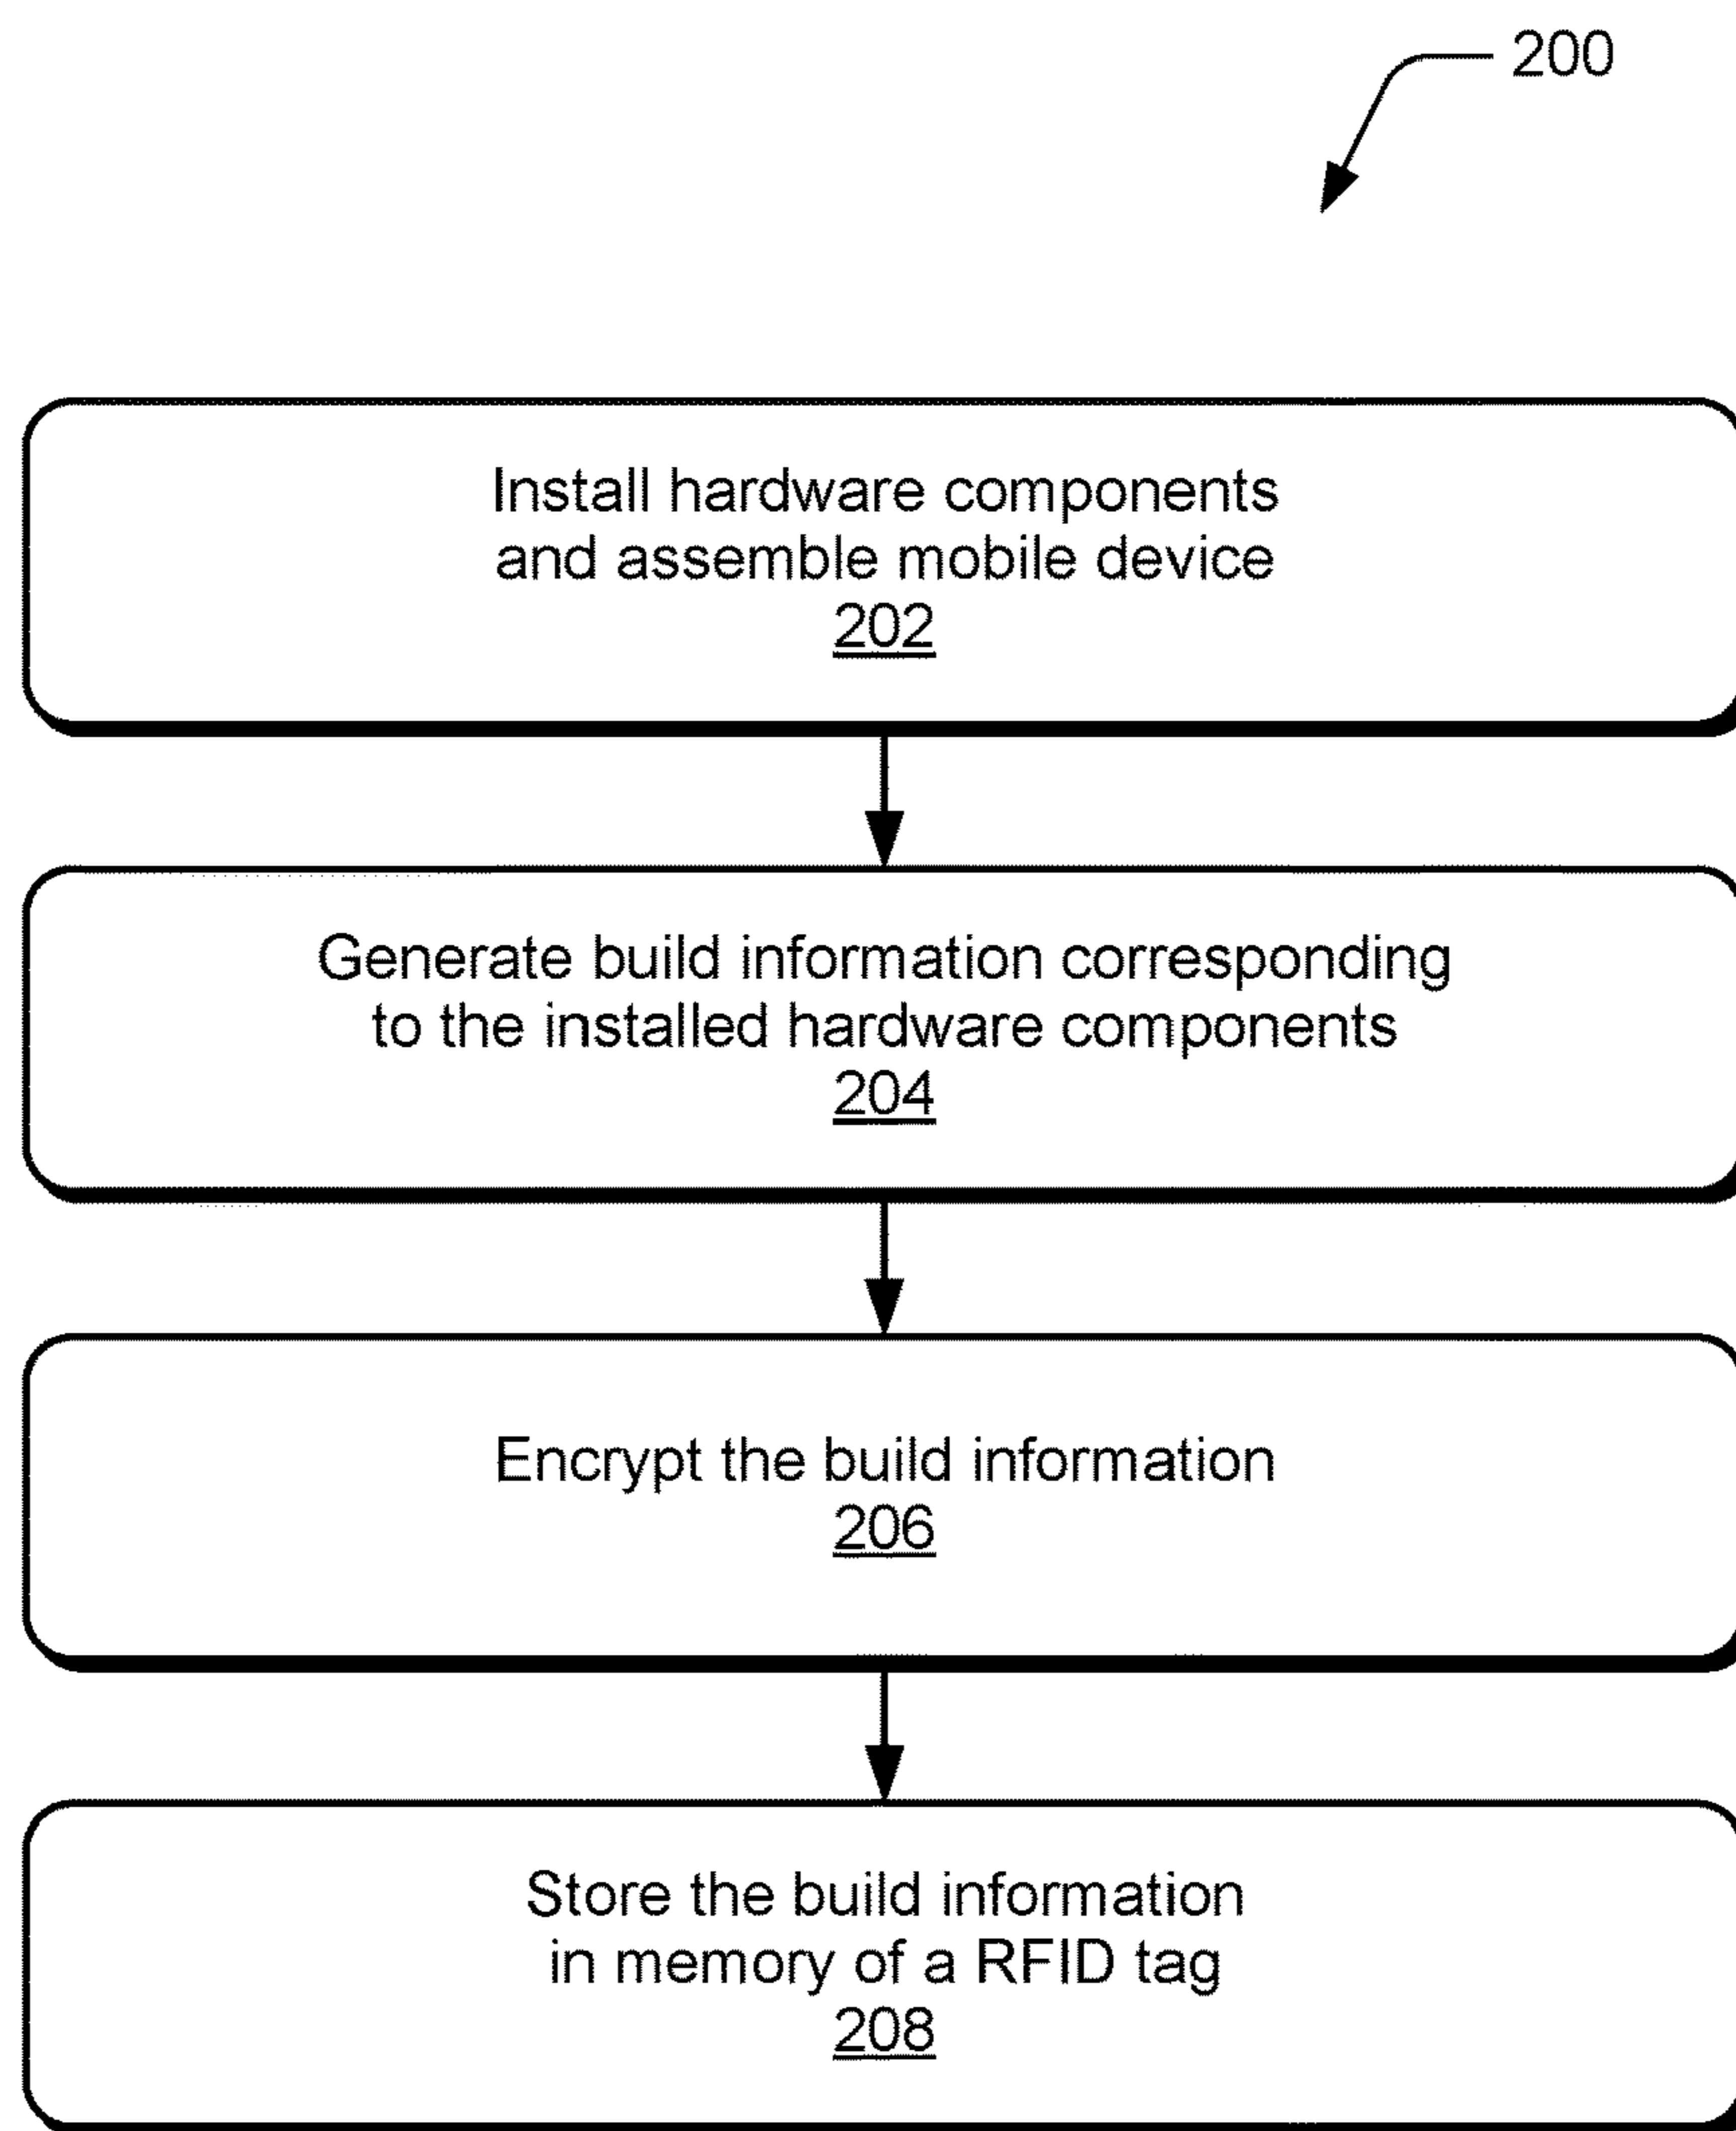 200
Install hardware components
and assemble mobile device
202
Generate build information corresponding
to the installed hardware components
204
Encrypt the build information
206
Store the build information
in memory of a RFID tag
208